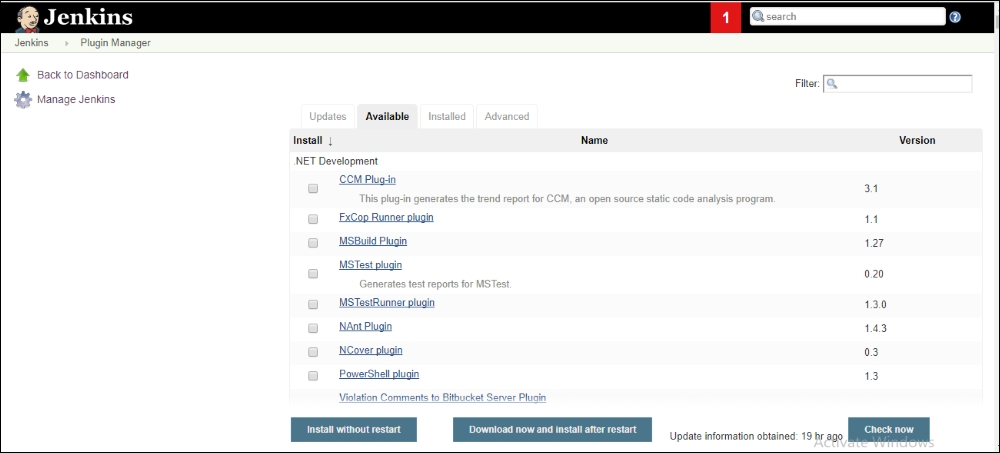 Jenkins
1
search
Jenkins
Plugin Manager
Back to Dashboard
Manage Jenkins
Filter:
Updates
Available
Installed
Advanced
Install ↓ Name Version
.NET Development
CCM Plug-in
This plug-in generates the trend report for CCM, an open source static code analysis program.
3.1
FxCop Runner plugin 1.1
MSBuild Plugin 1.27
MSTest plugin
Generates test reports for MSTest.
0.20
MSTestRunner plugin 1.3.0
NAnt Plugin 1.4.3
NCover plugin 0.3
PowerShell plugin 1.3
Violation Comments to Bitbucket Server Plugin
Install without restart
Download now and install after restart
Update information obtained: 19 hr ago
Check now
Activate Windows